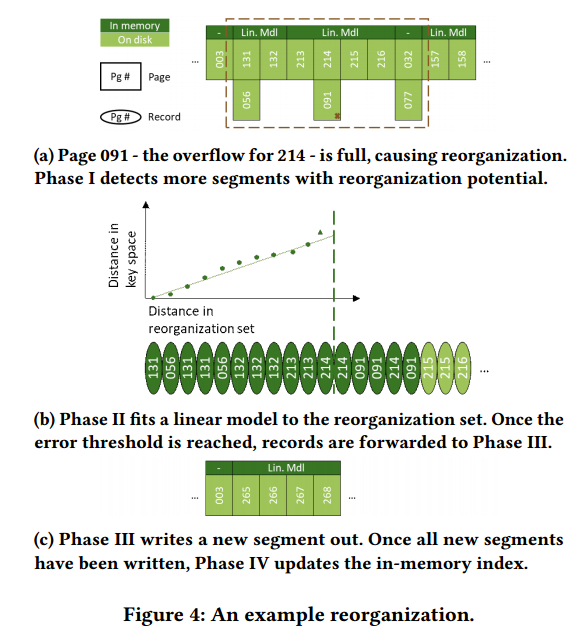 In memory
On disk
Pg # Page
Pg # Record
- Lin. Mdl Lin. Mdl - Lin. Mdl
... 003 131 132 213 214 215 216 032 157 158 ...
056 091 077
(a) Page 091 - the overflow for 214 - is full, causing reorganization.
Phase I detects more segments with reorganization potential.
Distance in
key space
Distance in
reorganization set
131 056 131 131 056 132 132 132 213 213 214 214 091 091 214 091 215 215 216 ...
(b) Phase II fits a linear model to the reorganization set. Once the
error threshold is reached, records are forwarded to Phase III.
- Lin. Mdl
... 003 265 266 267 268 ...
(c) Phase III writes a new segment out. Once all new segments
have been written, Phase IV updates the in-memory index.
Figure 4: An example reorganization.